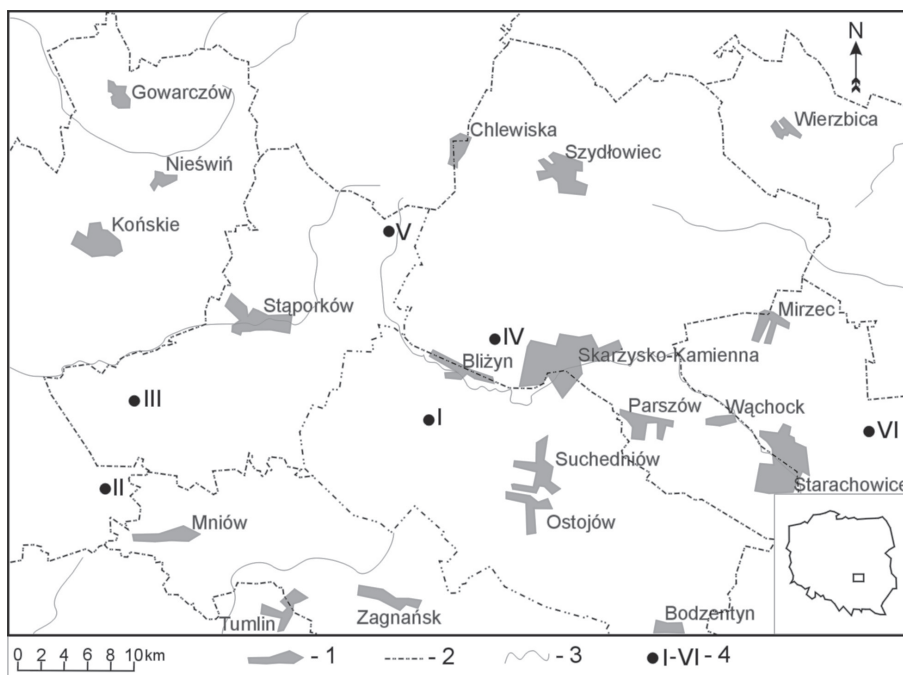 N
Gowarczów
Wierzbica
Chlewiska
Szydłowiec
Nieświń
Końskie
V
Stąporków
Mirzec
IV
Bliżyn
Skarżysko-Kamienna
III
Parszów
Wąchock
I
VI
Suchedniów
Starachowice
II
Mniów
Ostojów
Zagnańsk
Bodzentyn
Tumlin
0 2 4 6 8 10km
- 1
- 2
- 3
I-VI - 4